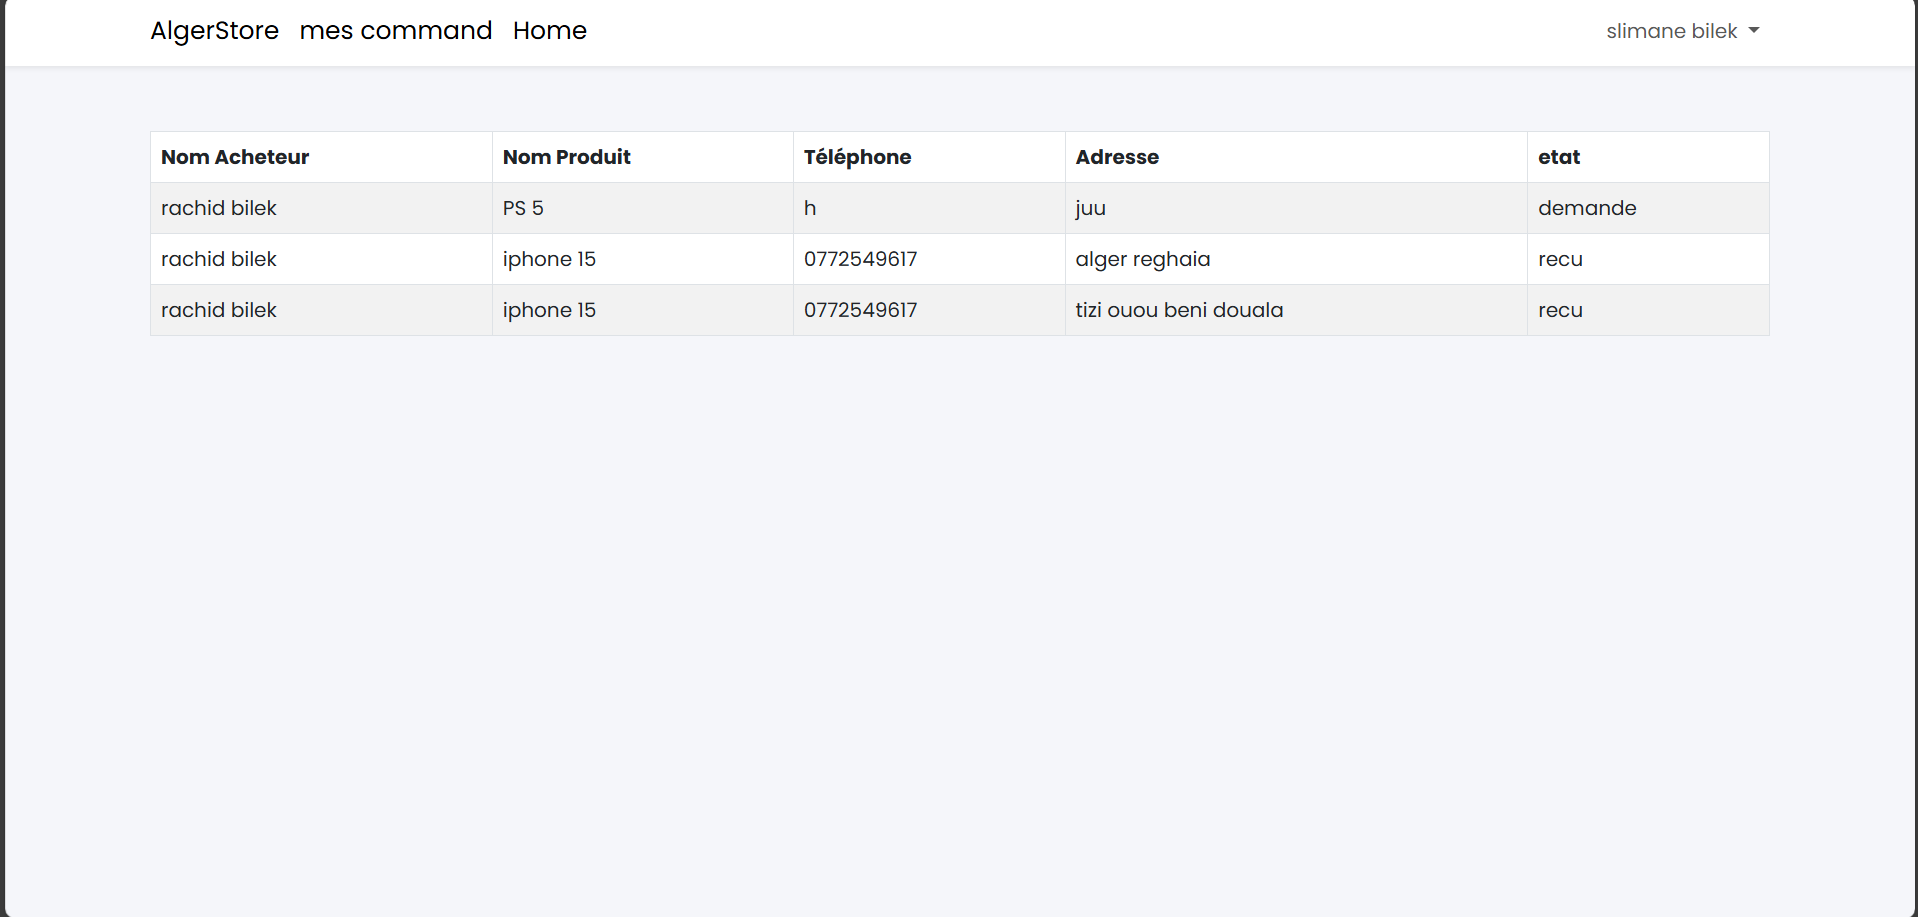 AlgerStore mes command Home slimane bilek
Nom Acheteur Nom Produit Téléphone Adresse etat
rachid bilek PS 5 h juu demande
rachid bilek iphone 15 0772549617 alger reghaia recu
rachid bilek iphone 15 0772549617 tizi ouou beni douala recu